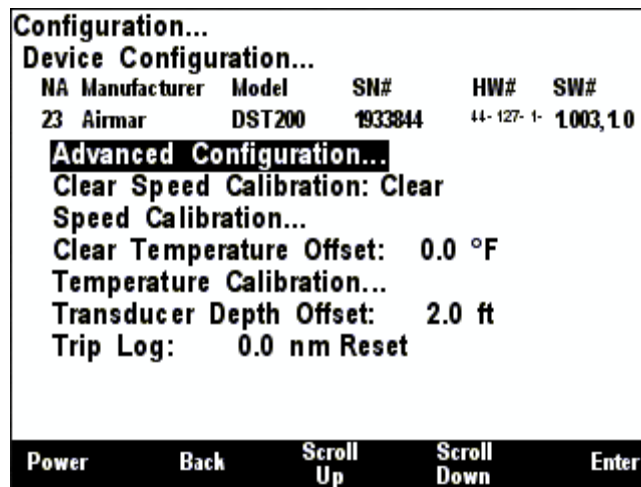 Configuration...
Device Configuration...
NA Manufacturer Model SN# HW# SW#
23 Airmar DST200 1933844 44-127-1- 1.003, 1.0
Advanced Configuration...
Clear Speed Calibration: Clear
Speed Calibration...
Clear Temperature Offset: 0.0 °F
Temperature Calibration...
Transducer Depth Offset: 2.0 ft
Trip Log: 0.0 nm Reset
Power Back Scroll Up Scroll Down Enter